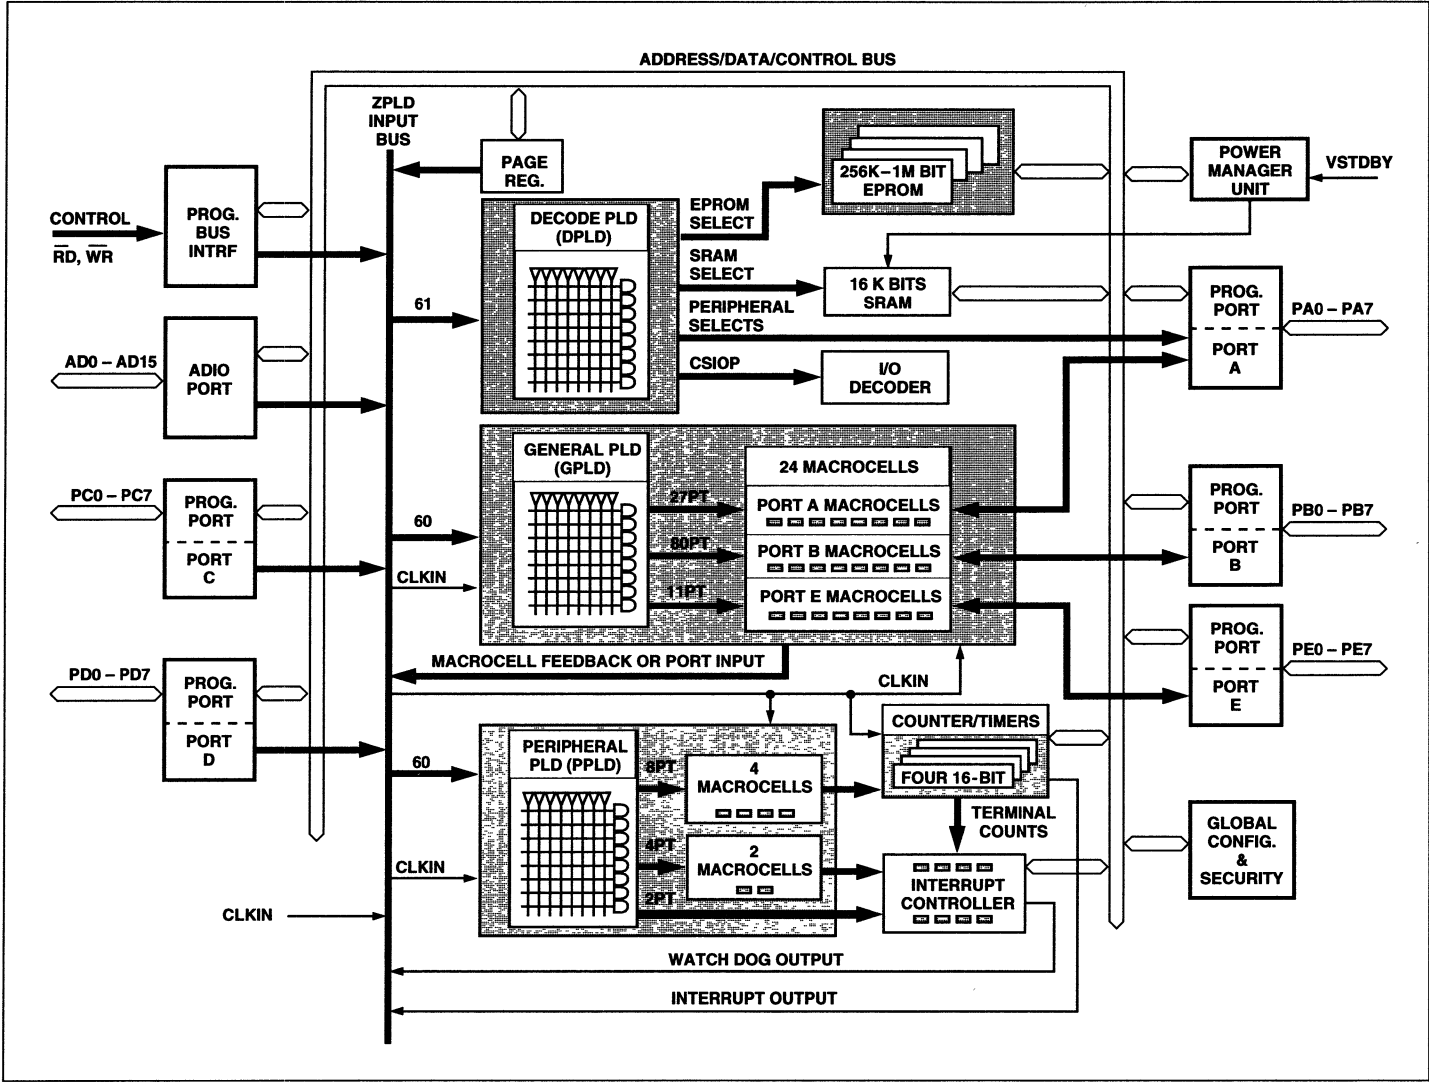 ADDRESS/DATA/CONTROL BUS
ZPLD
INPUT
BUS
PAGE
REG.
256K–1M BIT
EPROM
POWER
MANAGER
UNIT
VSTDBY
CONTROL
RD, WR
PROG.
BUS
INTRF
DECODE PLD
(DPLD)
EPROM
SELECT
SRAM
SELECT
16 K BITS
SRAM
PERIPHERAL
SELECTS
PROG.
PORT
PORT
A
PA0 – PA7
61
CSIOP
I/O
DECODER
AD0 – AD15
ADIO
PORT
GENERAL PLD
(GPLD)
24 MACROCELLS
27PT
PORT A MACROCELLS
60PT
PORT B MACROCELLS
11PT
PORT E MACROCELLS
PC0 – PC7
PROG.
PORT
PORT
C
60
CLKIN
PROG.
PORT
PORT
B
PB0 – PB7
PROG.
PORT
PORT
E
PE0 – PE7
MACROCELL FEEDBACK OR PORT INPUT
CLKIN
PD0 – PD7
PROG.
PORT
PORT
D
PERIPHERAL
PLD (PPLD)
60
8PT
4
MACROCELLS
COUNTER/TIMERS
FOUR 16-BIT
TERMINAL
COUNTS
4PT
2
MACROCELLS
2PT
CLKIN
INTERRUPT
CONTROLLER
GLOBAL
CONFIG.
&
SECURITY
CLKIN
WATCH DOG OUTPUT
INTERRUPT OUTPUT